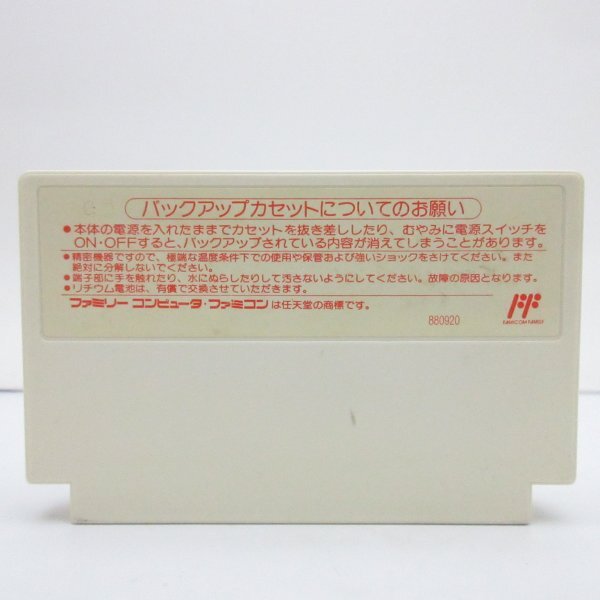 バックアップカセットについてのお願い
●本体の電源を入れたままでカセットを抜き差ししたり、むやみに電源スイッチを
ON・OFFすると、バックアップされている内容が消えてしまうことがあります。
●精密機器ですので、極端な温度条件下での使用や保管および強いショックをさけてください。また
絶対に分解しないでください。
●端子部に手を触れたり、水にぬらしたりして汚さないようにしてください。故障の原因となります。
●リチウム電池は、有償で交換させていただきます。
ファミリーコンピュータ・ファミコンは任天堂の商標です。
880920
FAMICOM FAMILY